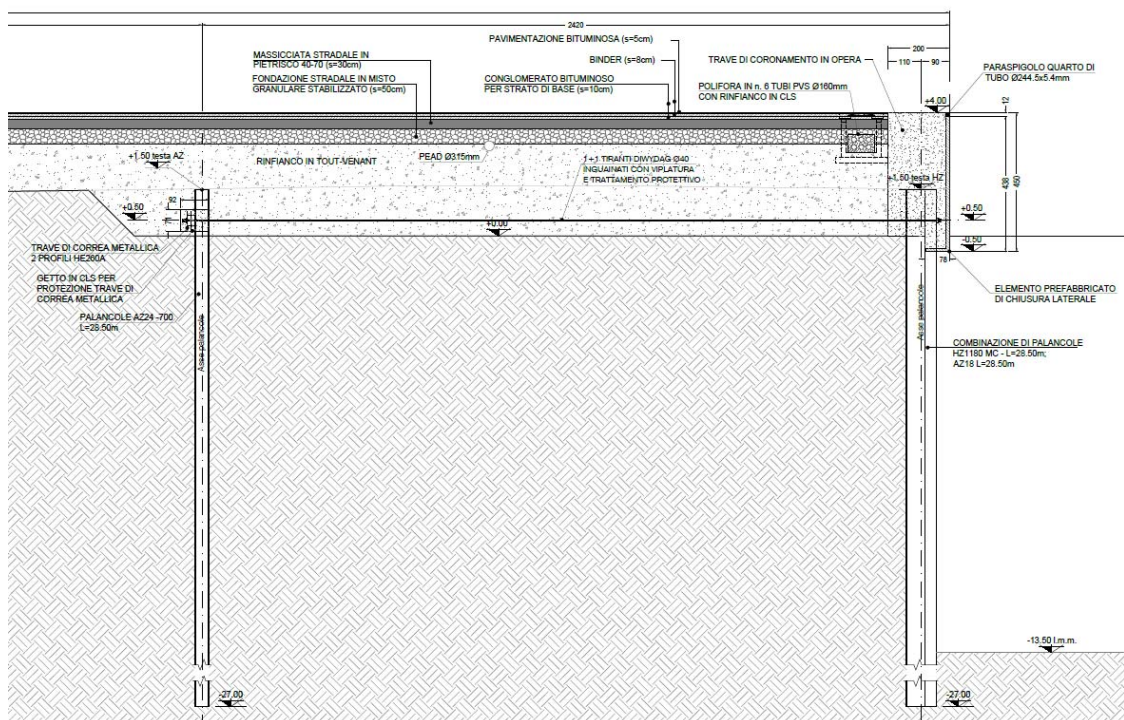 2420
PAVIMENTAZIONE BITUMINOSA (s=5cm)
200
MASSICCIATA STRADALE IN
PIETRISCO 40-70 (s=30cm)
BINDER (s=8cm)
TRAVE DI CORONAMENTO IN OPERA
110
90
PARASPIGOLO QUARTO DI
TUBO Ø244.5x5.4mm
FONDAZIONE STRADALE IN MISTO
GRANULARE STABILIZZATO (s=50cm)
CONGLOMERATO BITUMINOSO
PER STRATO DI BASE (s=10cm)
POLIFORA IN n. 6 TUBI PVS Ø160mm
CON RINFIANCO IN CLS
+4.00
12
+1.50 testa AZ
RINFIANCO IN TOUT-VENANT
PEAD Ø315mm
1+1 TIRANTI DIWYDAG Ø40
INGUAINATI CON VIPLATURA
E TRATTAMENTO PROTETTIVO
+1.50 testa HZ
438
450
92
+0.50
+0.50
+0.00
-0.50
78
TRAVE DI CORREA METALLICA
2 PROFILI HE260A
GETTO IN CLS PER
PROTEZIONE TRAVE DI
CORREA METALLICA
ELEMENTO PREFABBRICATO
DI CHIUSURA LATERALE
PALANCOLE AZ24 -700
L=28.50m
Asse palancole
Asse palancole
COMBINAZIONE DI PALANCOLE
HZ1180 MC - L=28.50m;
AZ18 L=28.50m
-13.50 l.m.m.
-27.00
-27.00